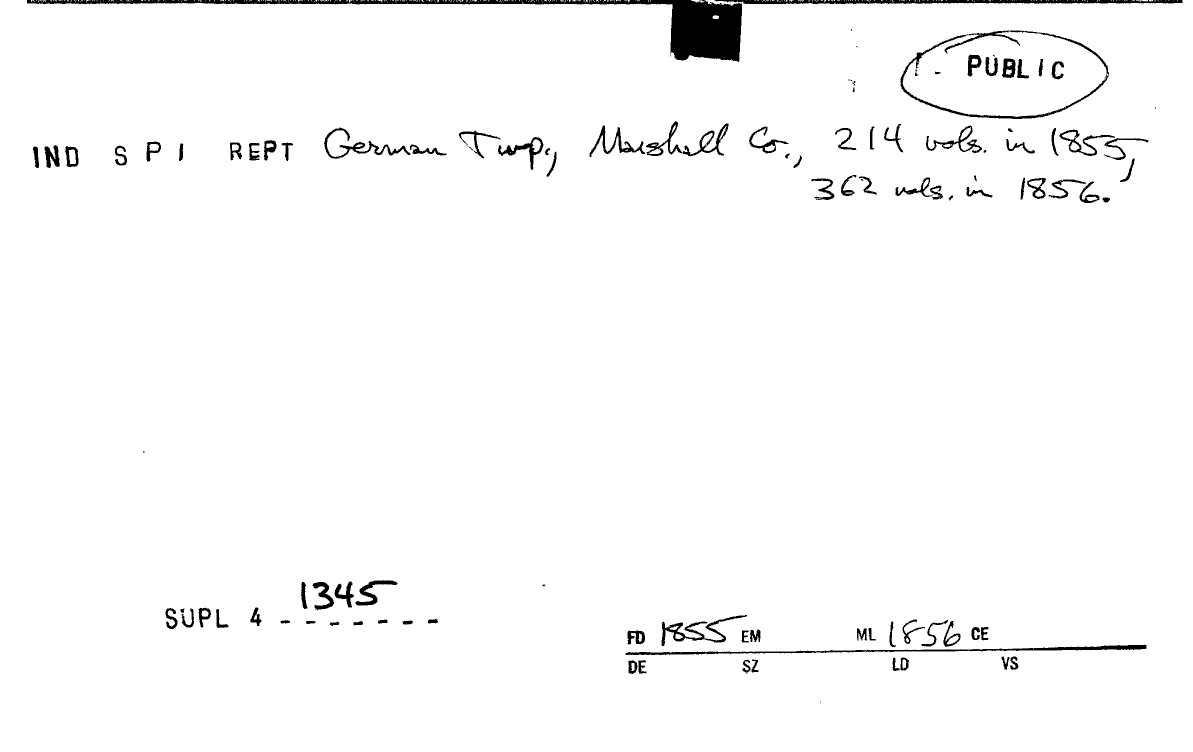 PUBLIC
IND S P I REPT German Twp., Marshall Co., 214 vols. in 1855,
362 vols. in 1856.
SUPL 4 1345
FD 1855 EM ML 1856 CE
DE SZ LD VS